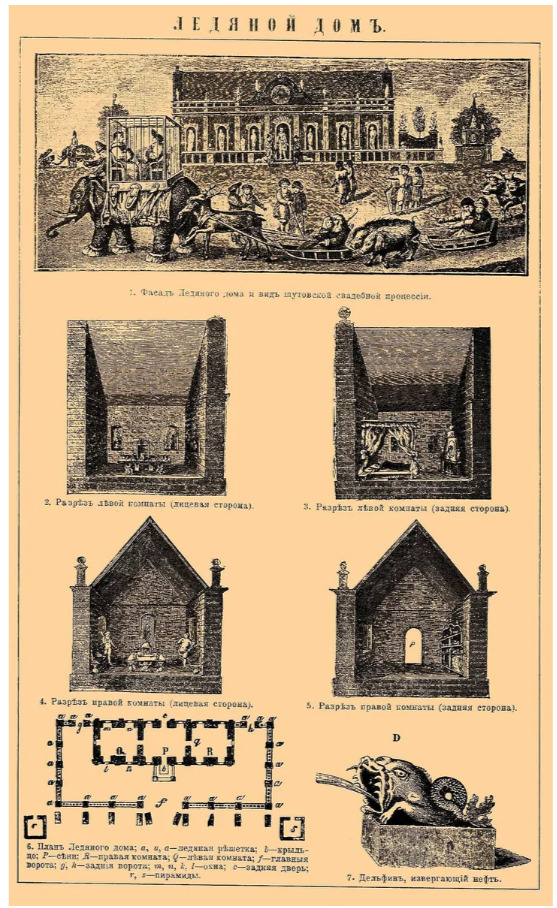 ЛЕДЯНОЙ ДОМЪ.
1. Фасадъ Ледяного дома и видъ шутовской свадебной процессіи.
2. Разрѣзъ лѣвой комнаты (лицевая сторона).
3. Разрѣзъ лѣвой комнаты (задняя сторона).
4. Разрѣзъ правой комнаты (лицевая сторона).
5. Разрѣзъ правой комнаты (задняя сторона).
P
Q P R
D
6. Планъ Ледяного дома; a, a, a—ледяная рѣшетка; b—крыль-
цо; P—сѣни; R—правая комната; Q—лѣвая комната; f—главныя
ворота; g, h—заднія ворота; m, n, k, l—окна; c—задняя дверь;
r, s—пирамиды.
7. Дельфинъ, извергающій нефть.